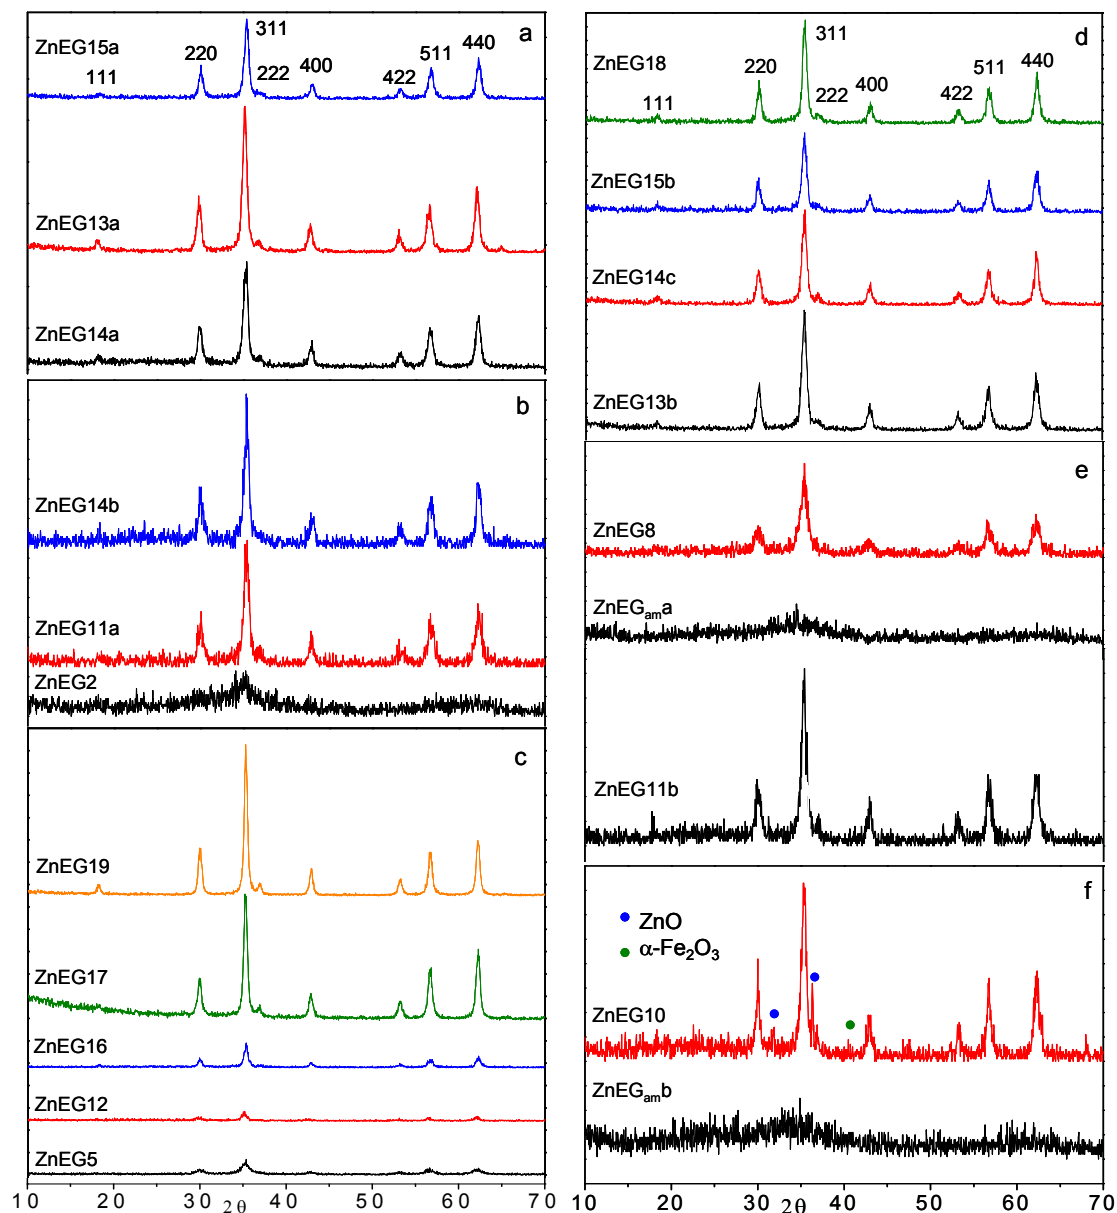 a
ZnEG15a
111
220
311
222
400
422
511
440
ZnEG13a
ZnEG14a
b
ZnEG14b
ZnEG11a
ZnEG2
c
ZnEG19
ZnEG17
ZnEG16
ZnEG12
ZnEG5
10 20 30 40 50 60 70
2 θ
d
ZnEG18
111
220
311
222
400
422
511
440
ZnEG15b
ZnEG14c
ZnEG13b
e
ZnEG8
ZnEGₐₘa
ZnEG11b
f
ZnO
α-Fe₂O₃
ZnEG10
ZnEGₐₘb
10 20 30 40 50 60 70
2 θ